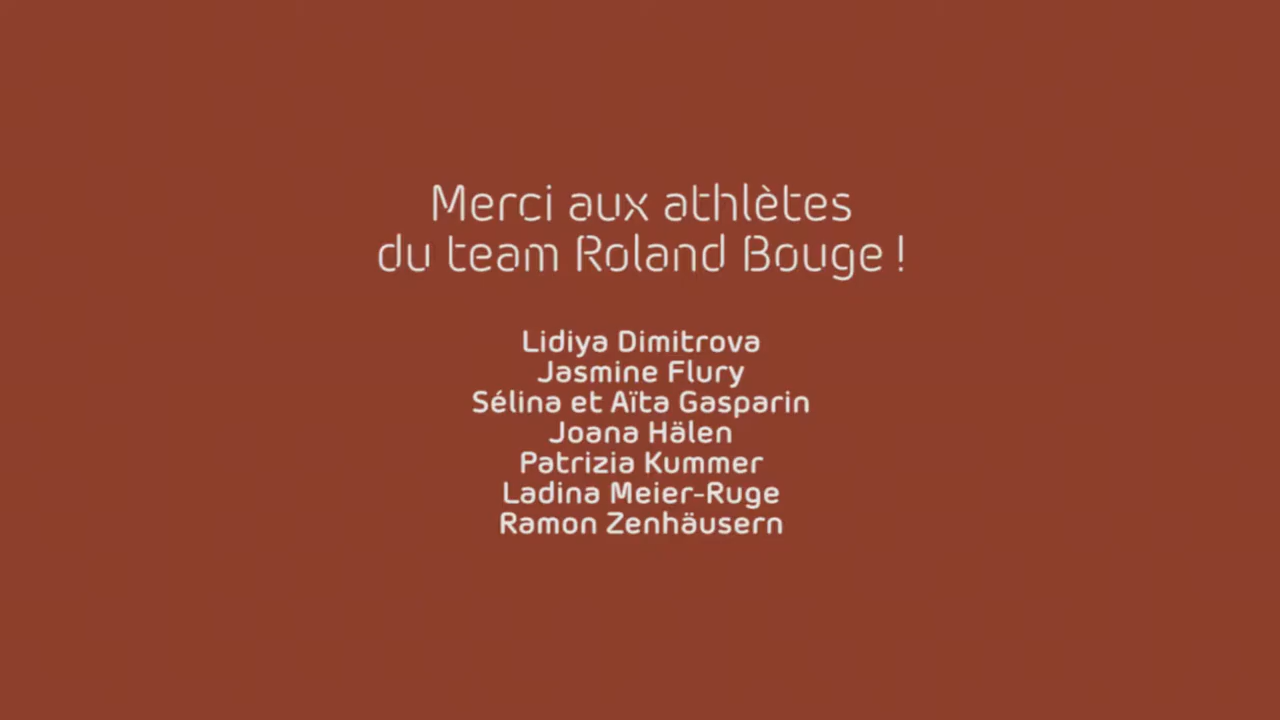 Merci aux athlètes
du team Roland Bouge !
Lidiya Dimitrova
Jasmine Flury
Sélina et Aïta Gasparin
Joana Hälen
Patrizia Kummer
Ladina Meier-Ruge
Ramon Zenhäusern